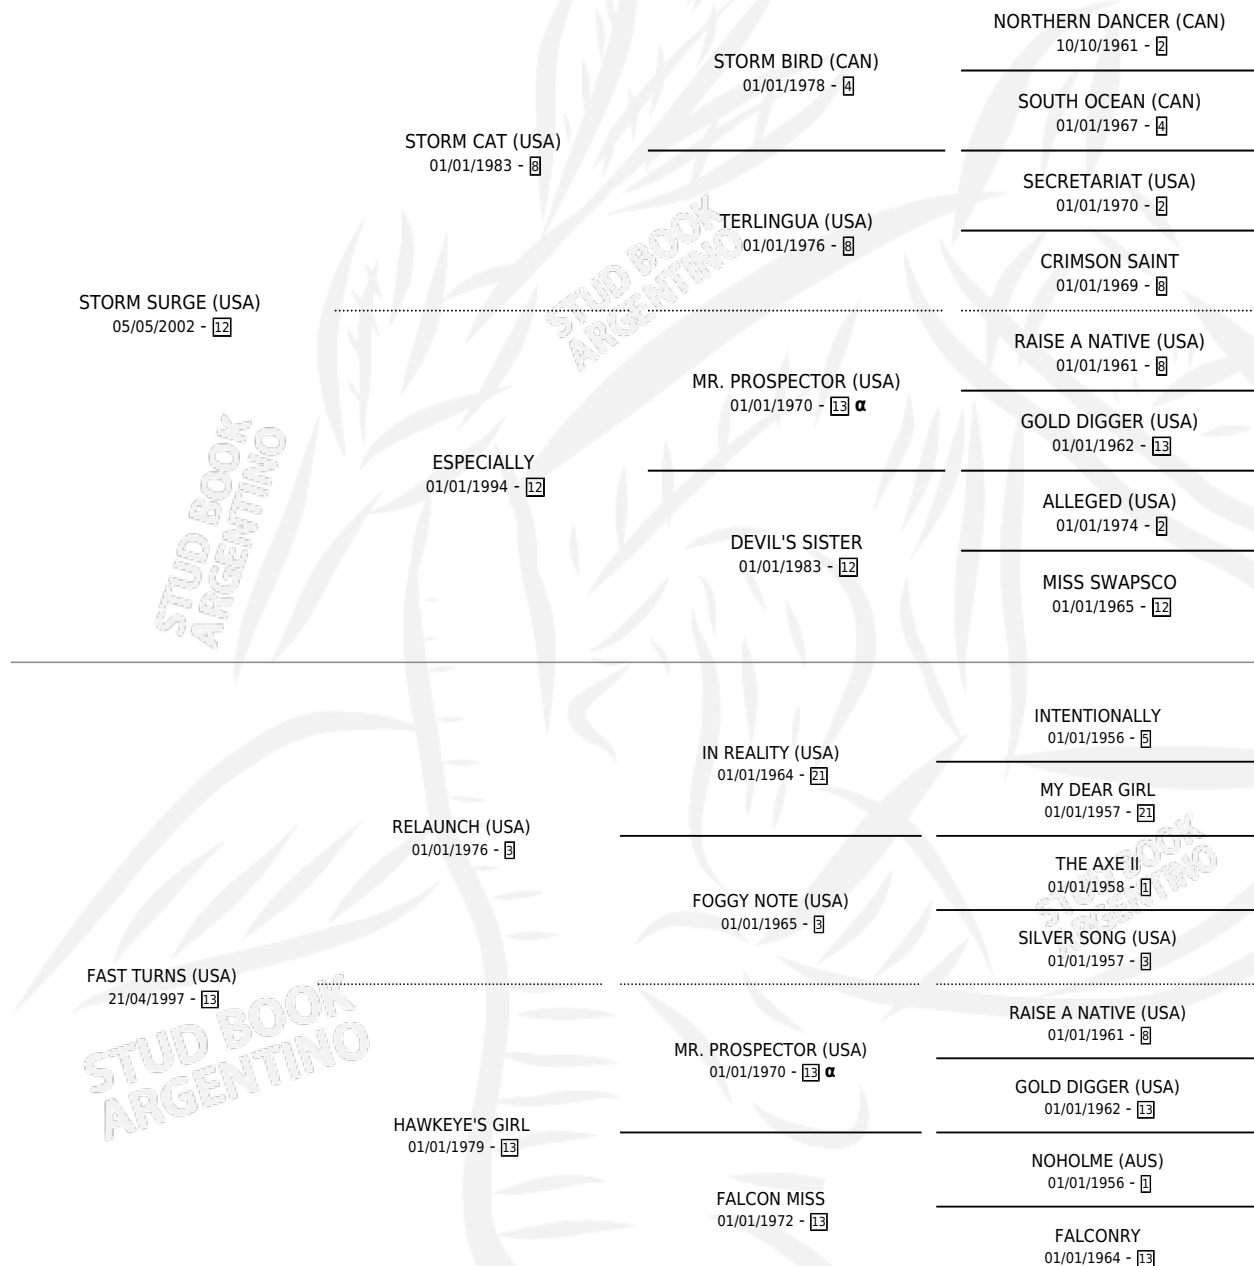 NORTHERN DANCER (CAN)
10/10/1961 - 2
STORM BIRD (CAN)
01/01/1978 - 4
SOUTH OCEAN (CAN)
01/01/1967 - 4
STORM CAT (USA)
01/01/1983 - 8
SECRETARIAT (USA)
01/01/1970 - 2
TERLINGUA (USA)
01/01/1976 - 8
CRIMSON SAINT
01/01/1969 - 8
STORM SURGE (USA)
05/05/2002 - 12
RAISE A NATIVE (USA)
01/01/1961 - 8
MR. PROSPECTOR (USA)
01/01/1970 - 13 α
GOLD DIGGER (USA)
01/01/1962 - 13
ESPECIALLY
01/01/1994 - 12
ALLEGED (USA)
01/01/1974 - 2
DEVIL'S SISTER
01/01/1983 - 12
MISS SWAPSCO
01/01/1965 - 12
INTENTIONALLY
01/01/1956 - 5
IN REALITY (USA)
01/01/1964 - 21
MY DEAR GIRL
01/01/1957 - 21
RELAUNCH (USA)
01/01/1976 - 3
THE AXE II
01/01/1958 - 1
FOGGY NOTE (USA)
01/01/1965 - 3
SILVER SONG (USA)
01/01/1957 - 3
FAST TURNS (USA)
21/04/1997 - 13
RAISE A NATIVE (USA)
01/01/1961 - 8
MR. PROSPECTOR (USA)
01/01/1970 - 13 α
GOLD DIGGER (USA)
01/01/1962 - 13
HAWKEYE'S GIRL
01/01/1979 - 13
NOHOLME (AUS)
01/01/1956 - 1
FALCON MISS
01/01/1972 - 13
FALCONRY
01/01/1964 - 13
STUD BOOK
ARGENTINO
STUD BOOK
ARGENTINO
STUD BOOK
ARGENTINO
STUD BOOK
ARGENTINO